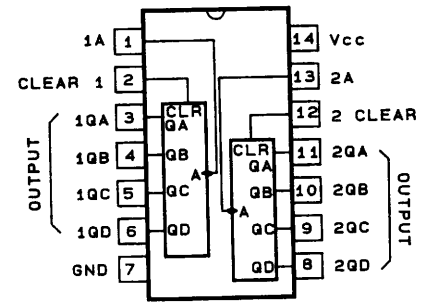 1A 1 14 Vcc
CLEAR 1 2 13 2A
1QA 3 CLR QA 12 2 CLEAR
1QB 4 QB CLR QA 11 2QA
1QC 5 QC A QB 10 2QB
1QD 6 QD A QC 9 2QC
GND 7 QD 8 2QD
OUTPUT
OUTPUT